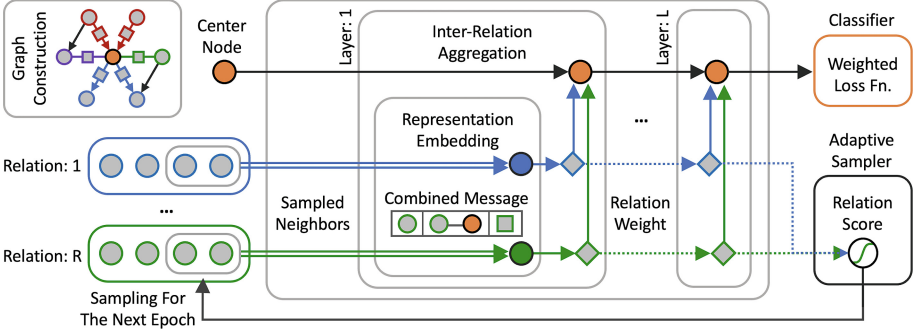 Graph
Construction
Center
Node
Layer: 1
Inter-Relation
Aggregation
Layer: L
Classifier
Weighted
Loss Fn.
Representation
Embedding
...
Adaptive
Sampler
Relation: 1
...
Sampled
Neighbors
Combined Message
Relation
Weight
Relation
Score
Relation: R
Sampling For
The Next Epoch